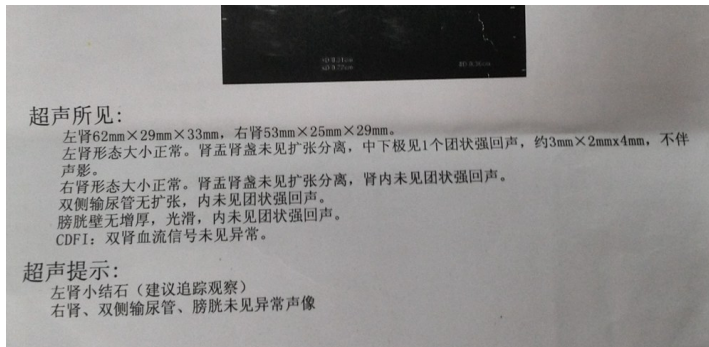 超声所见:
左肾62mm×29mm×33mm，右肾53mm×25mm×29mm。
左肾形态大小正常。肾盂肾盏未见扩张分离，中下极见1个团状强回声，约3mm×2mmx4mm，不伴
声影。
右肾形态大小正常。肾盂肾盏未见扩张分离，肾内未见团状强回声。
双侧输尿管无扩张，内未见团状强回声。
膀胱壁无增厚，光滑，内未见团状强回声。
CDFI：双肾血流信号未见异常。
超声提示:
左肾小结石（建议追踪观察）
右肾、双侧输尿管、膀胱未见异常声像